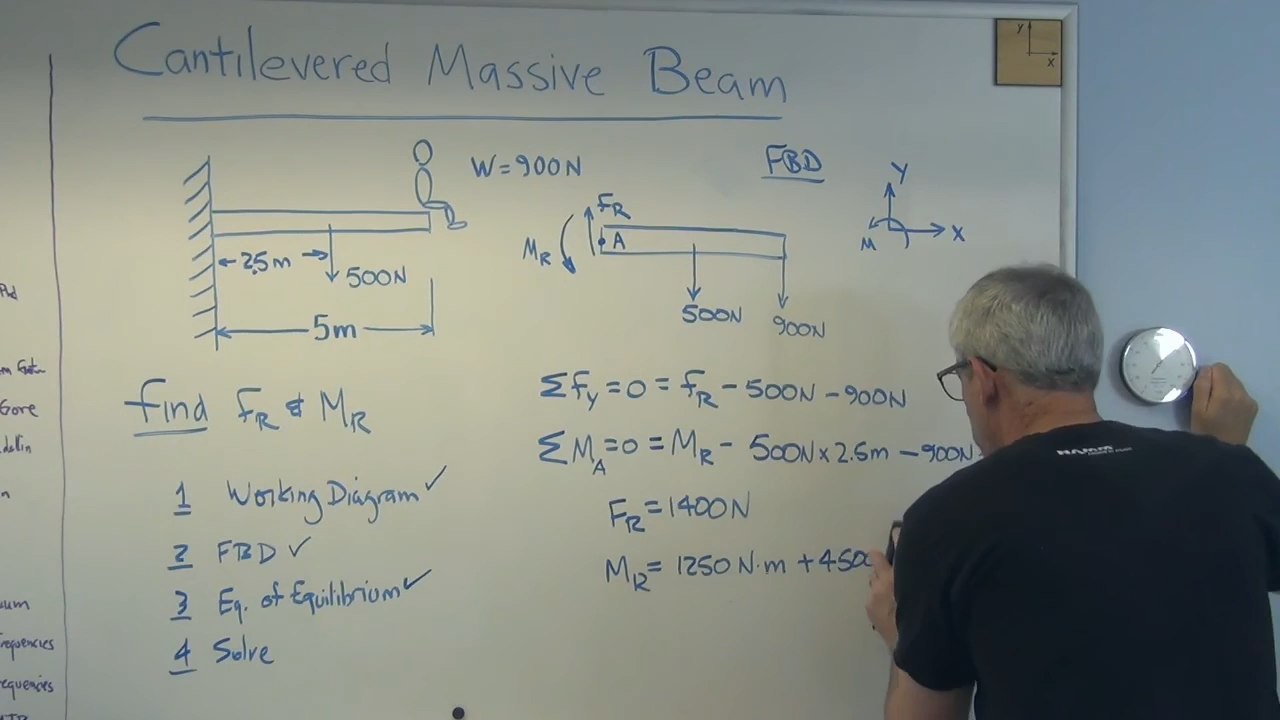 Cantilevered Massive Beam
y
x
W = 900N
FBD
Y
X
M
FR
MR
A
2.5m
500N
5m
500N
900N
Find FR & MR
1 Working Diagram ✓
2 FBD ✓
3 Eq. of Equilibrium ✓
4 Solve
ΣFy = 0 = FR - 500N - 900N
ΣMA = 0 = MR - 500N x 2.5m - 900N
FR = 1400N
MR = 1250 N·m + 450
HAMM
Gore
n